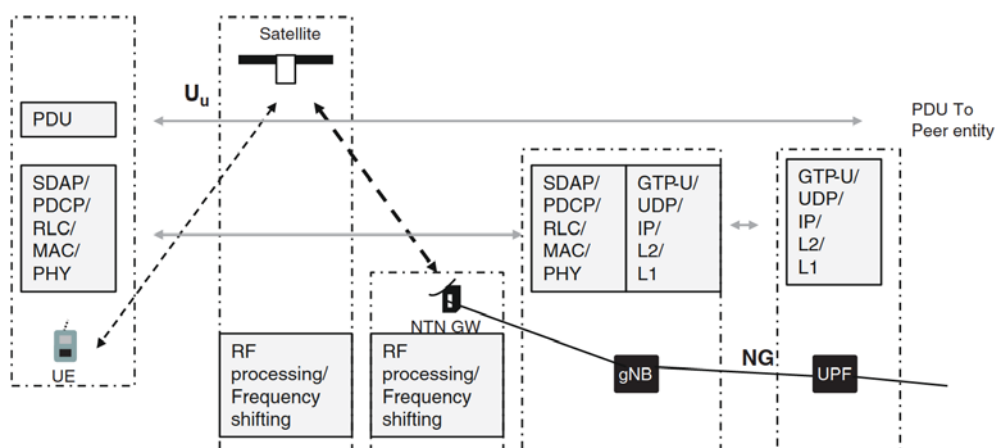 Satellite
U_u
PDU
PDU To
Peer entity
SDAP/
PDCP/
RLC/
MAC/
PHY
SDAP/
PDCP/
RLC/
MAC/
PHY
GTP-U/
UDP/
IP/
L2/
L1
GTP-U/
UDP/
IP/
L2/
L1
UE
NTN GW
RF
processing/
Frequency
shifting
RF
processing/
Frequency
shifting
gNB
NG
UPF